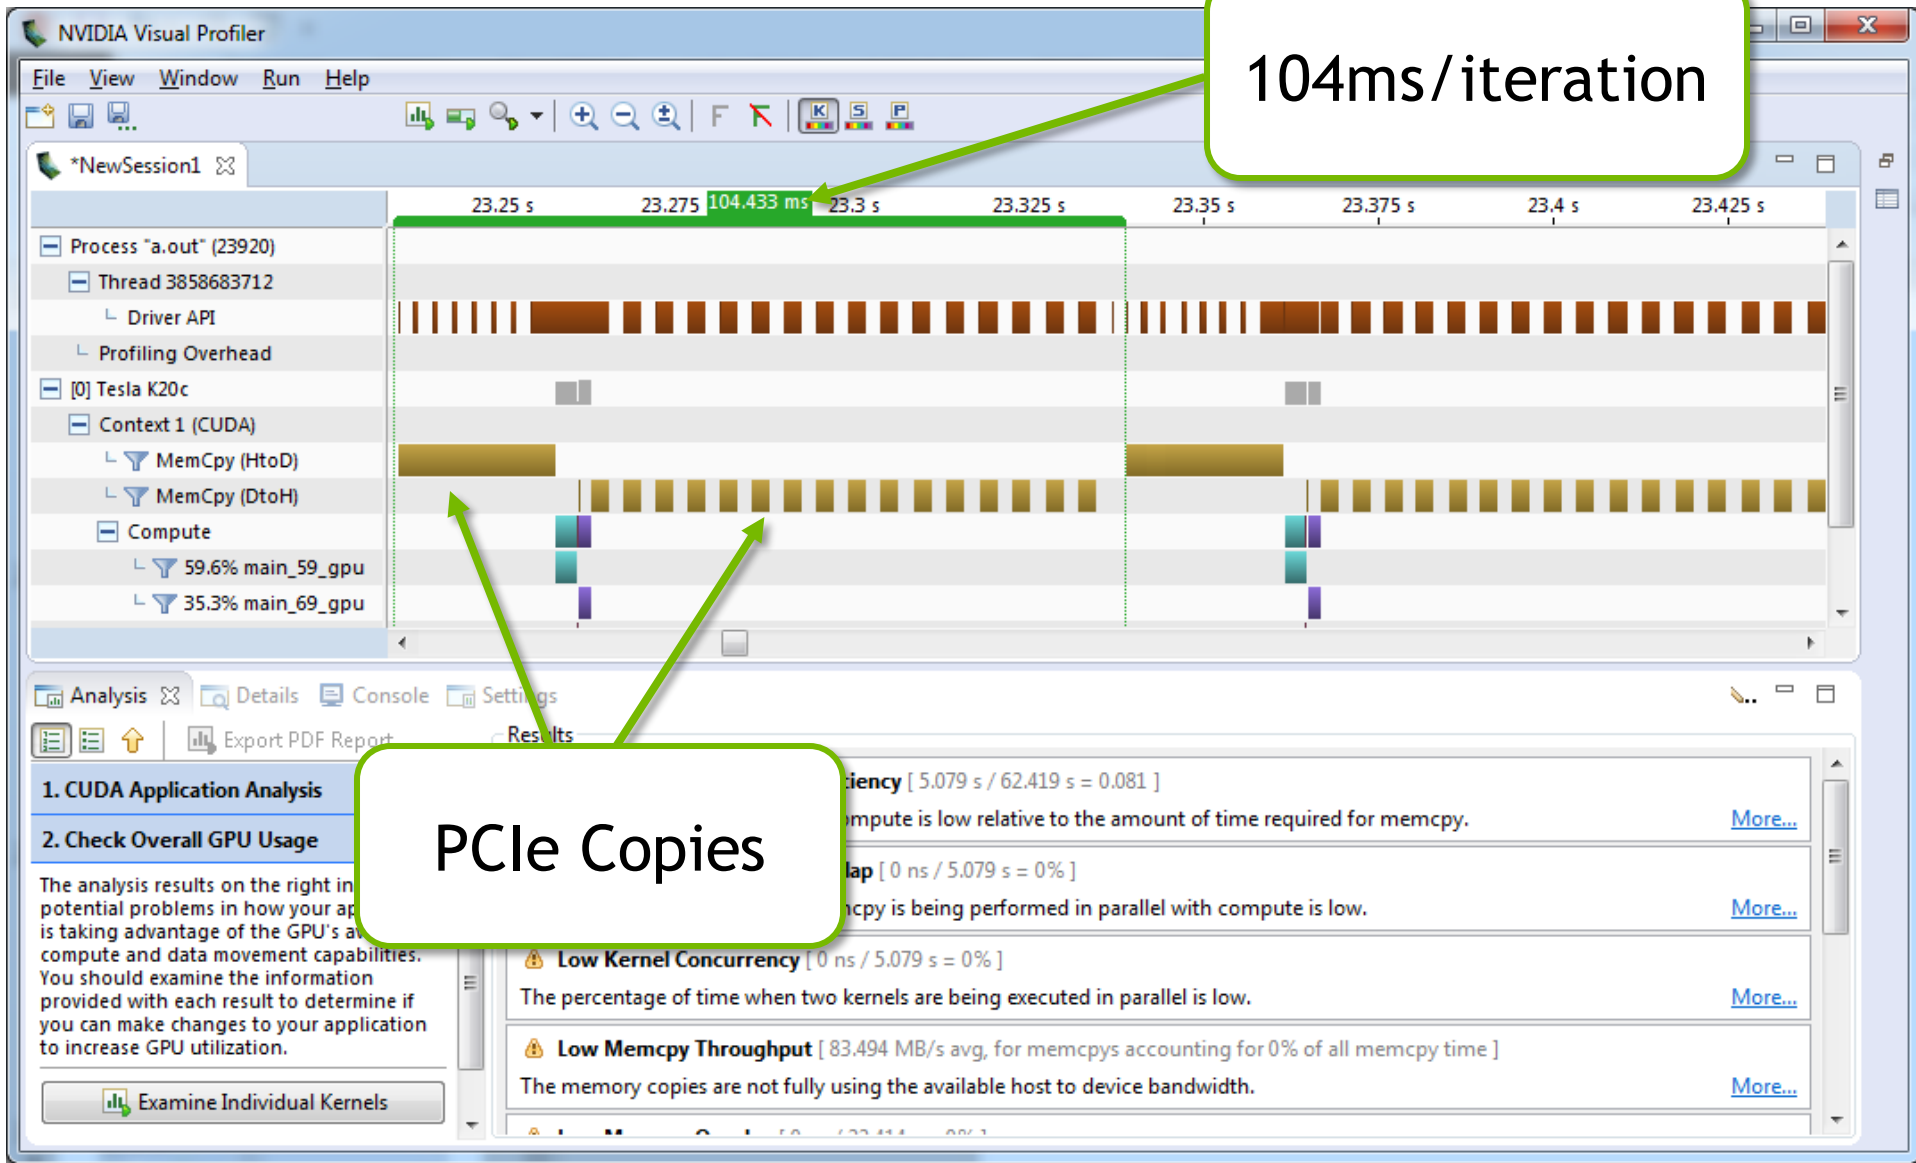 NVIDIA Visual Profiler
104ms/iteration
File View Window Run Help
F K S P
*NewSession1
23.25 s 23.275 104.433 ms 23.3 s 23.325 s 23.35 s 23.375 s 23.4 s 23.425 s
Process "a.out" (23920)
Thread 3858683712
Driver API
Profiling Overhead
[0] Tesla K20c
Context 1 (CUDA)
MemCpy (HtoD)
MemCpy (DtoH)
Compute
59.6% main_59_gpu
35.3% main_69_gpu
Analysis Details Console Settings
Export PDF Report
Results
1. CUDA Application Analysis
2. Check Overall GPU Usage
The analysis results on the right in
potential problems in how your ap
is taking advantage of the GPU's av
compute and data movement capabilities.
You should examine the information
provided with each result to determine if
you can make changes to your application
to increase GPU utilization.
Examine Individual Kernels
PCIe Copies
iency [ 5.079 s / 62.419 s = 0.081 ]
mpute is low relative to the amount of time required for memcpy.
More...
lap [ 0 ns / 5.079 s = 0% ]
mcpy is being performed in parallel with compute is low.
More...
Low Kernel Concurrency [ 0 ns / 5.079 s = 0% ]
The percentage of time when two kernels are being executed in parallel is low.
More...
Low Memcpy Throughput [ 83.494 MB/s avg, for memcpys accounting for 0% of all memcpy time ]
The memory copies are not fully using the available host to device bandwidth.
More...